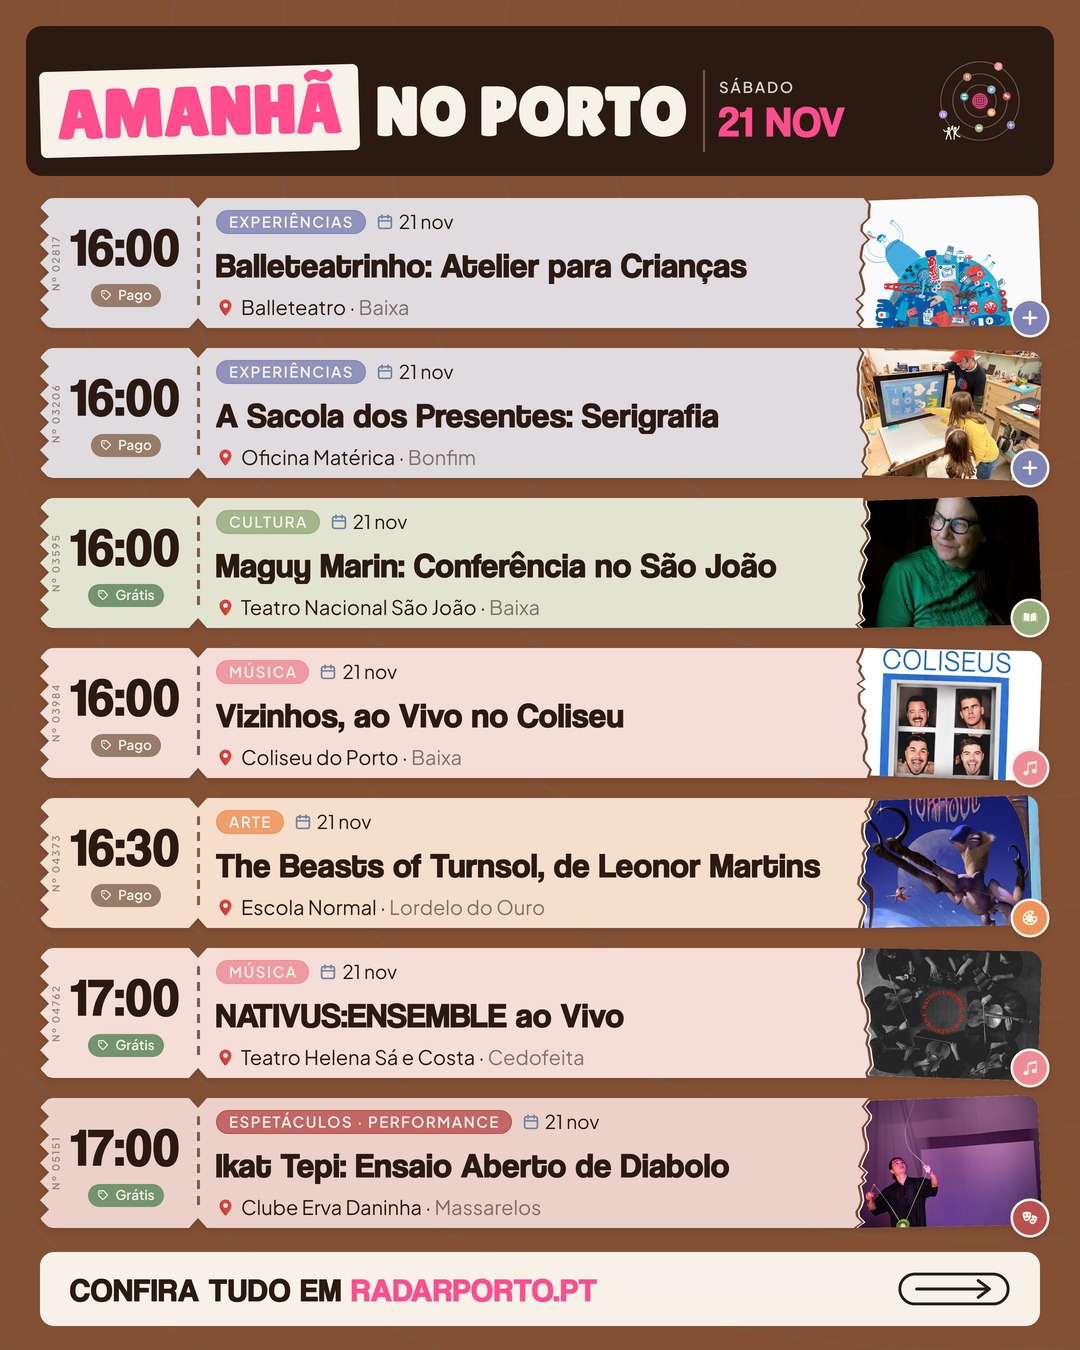 AMANHÃ NO PORTO
SÁBADO
21 NOV
Nº 02817
16:00
Pago
EXPERIÊNCIAS 21 nov
Balleteatrinho: Atelier para Crianças
Balleteatro · Baixa
Nº 03206
16:00
Pago
EXPERIÊNCIAS 21 nov
A Sacola dos Presentes: Serigrafia
Oficina Matérica · Bonfim
Nº 03595
16:00
Grátis
CULTURA 21 nov
Maguy Marin: Conferência no São João
Teatro Nacional São João · Baixa
Nº 03984
16:00
Pago
MÚSICA 21 nov
Vizinhos, ao Vivo no Coliseu
Coliseu do Porto · Baixa
COLISEUS
Nº 04373
16:30
Pago
ARTE 21 nov
The Beasts of Turnsol, de Leonor Martins
Escola Normal · Lordelo do Ouro
Nº 04762
17:00
Grátis
MÚSICA 21 nov
NATIVUS:ENSEMBLE ao Vivo
Teatro Helena Sá e Costa · Cedofeita
Nº 05151
17:00
Grátis
ESPETÁCULOS · PERFORMANCE 21 nov
Ikat Tepi: Ensaio Aberto de Diabolo
Clube Erva Daninha · Massarelos
CONFIRA TUDO EM RADARPORTO.PT